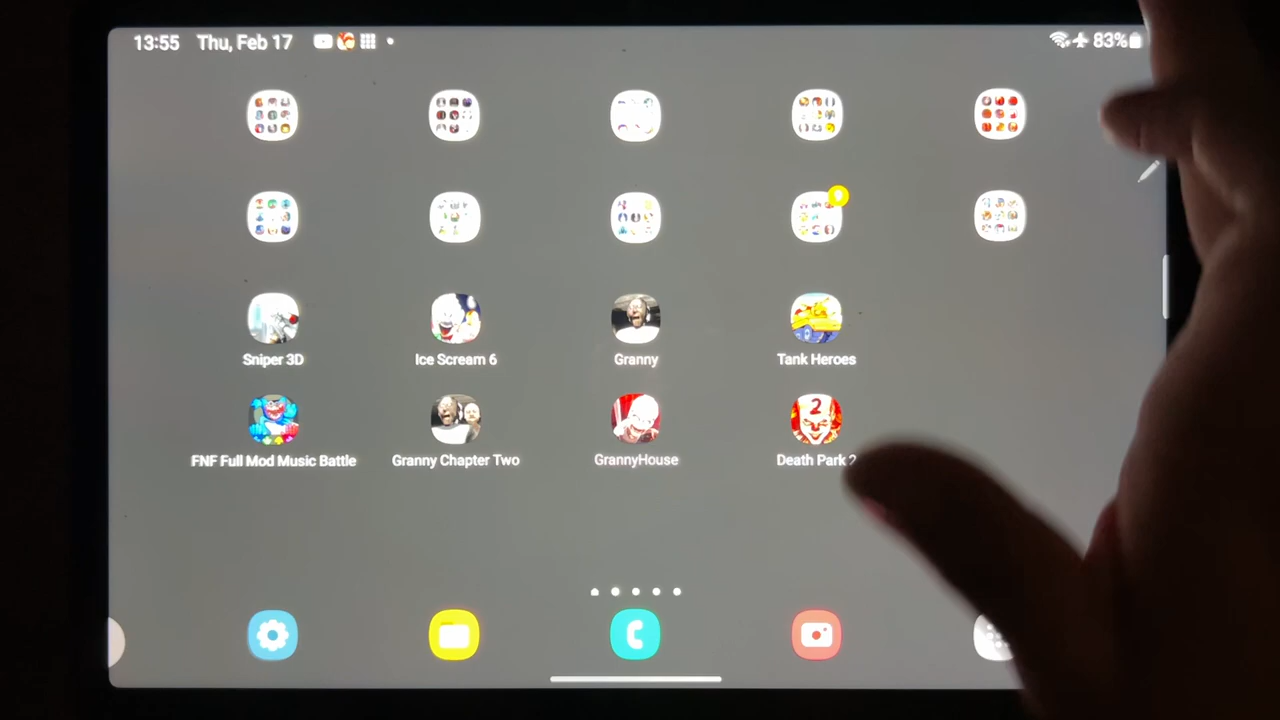 13:55 Thu, Feb 17 83%
Sniper 3D Ice Scream 6 Granny Tank Heroes
2
FNF Full Mod Music Battle Granny Chapter Two GrannyHouse Death Park 2